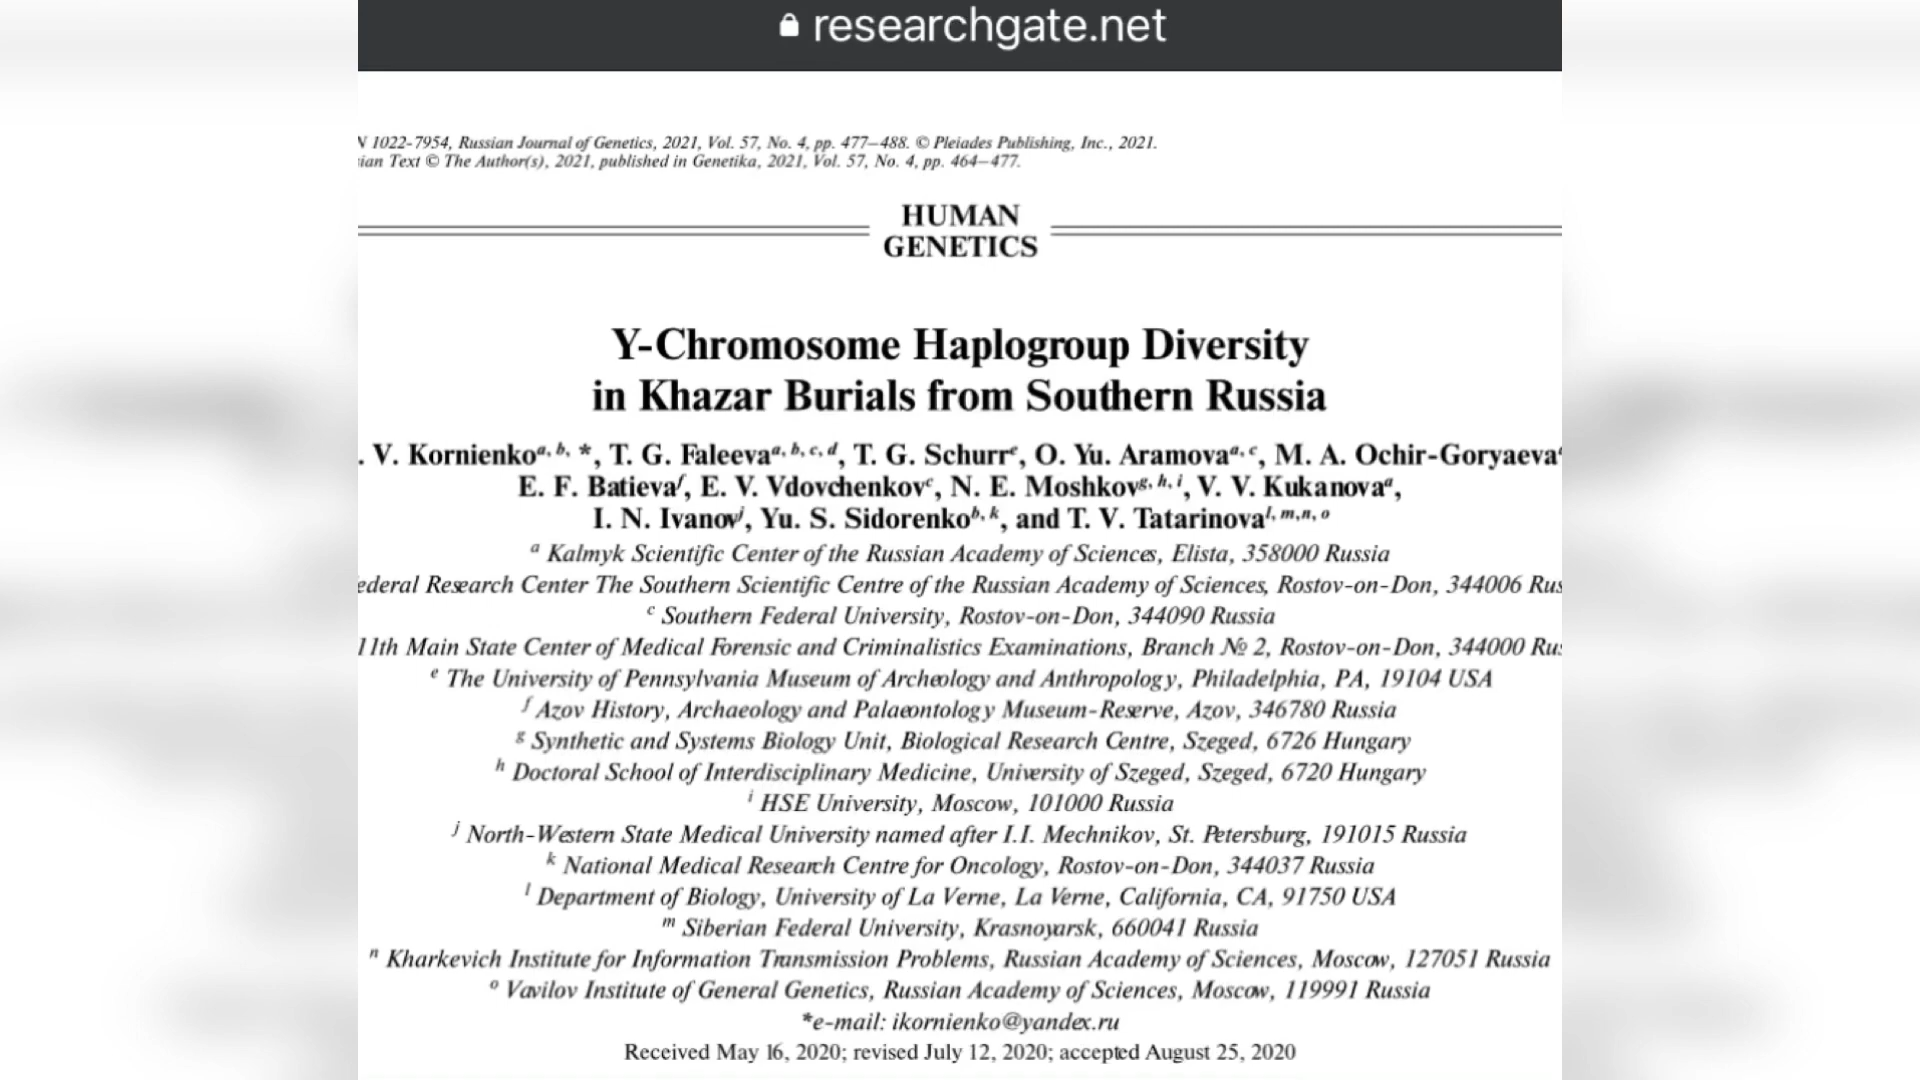 researchgate.net
1022-7954, Russian Journal of Genetics, 2021, Vol. 57, No. 4, pp. 477–488. © Pleiades Publishing, Inc., 2021.
Text © The Author(s), 2021, published in Genetika, 2021, Vol. 57, No. 4, pp. 464–477.
HUMAN
GENETICS
Y-Chromosome Haplogroup Diversity
in Khazar Burials from Southern Russia
. V. Kornienkoa, b, *, T. G. Faleevaa, b, c, d, T. G. Schurre, O. Yu. Aramovaa, c, M. A. Ochir-Goryaeva
E. F. Batievaf, E. V. Vdovchenkovc, N. E. Moshkovg, h, i, V. V. Kukanovaa,
I. N. Ivanovj, Yu. S. Sidorenkob, k, and T. V. Tatarinoval, m, n, o
a Kalmyk Scientific Center of the Russian Academy of Sciences, Elista, 358000 Russia
ederal Research Center The Southern Scientific Centre of the Russian Academy of Sciences, Rostov-on-Don, 344006 Rus
c Southern Federal University, Rostov-on-Don, 344090 Russia
11th Main State Center of Medical Forensic and Criminalistics Examinations, Branch № 2, Rostov-on-Don, 344000 Rus
e The University of Pennsylvania Museum of Archeology and Anthropology, Philadelphia, PA, 19104 USA
f Azov History, Archaeology and Palaeontology Museum-Reserve, Azov, 346780 Russia
g Synthetic and Systems Biology Unit, Biological Research Centre, Szeged, 6726 Hungary
h Doctoral School of Interdisciplinary Medicine, University of Szeged, Szeged, 6720 Hungary
i HSE University, Moscow, 101000 Russia
j North-Western State Medical University named after I.I. Mechnikov, St. Petersburg, 191015 Russia
k National Medical Research Centre for Oncology, Rostov-on-Don, 344037 Russia
l Department of Biology, University of La Verne, La Verne, California, CA, 91750 USA
m Siberian Federal University, Krasnoyarsk, 660041 Russia
n Kharkevich Institute for Information Transmission Problems, Russian Academy of Sciences, Moscow, 127051 Russia
o Vavilov Institute of General Genetics, Russian Academy of Sciences, Moscow, 119991 Russia
*e-mail: ikornienko@yandex.ru
Received May 16, 2020; revised July 12, 2020; accepted August 25, 2020